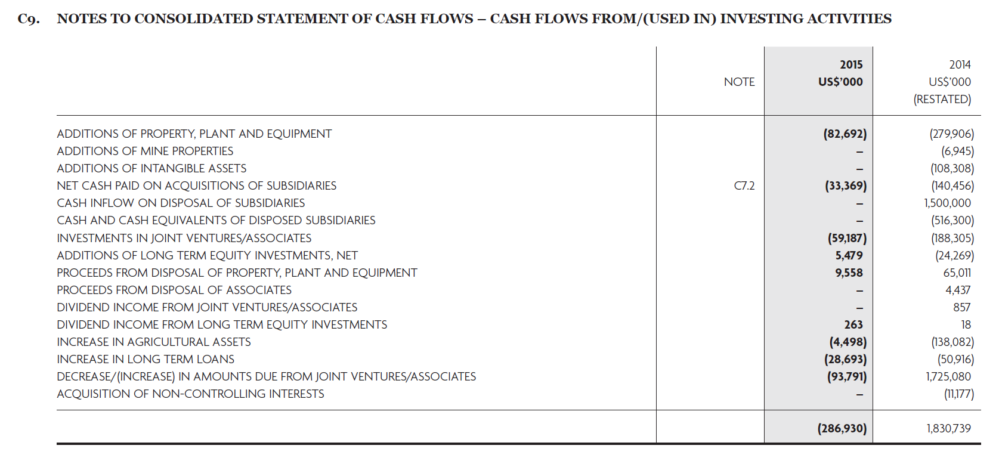 C9. NOTES TO CONSOLIDATED STATEMENT OF CASH FLOWS – CASH FLOWS FROM/(USED IN) INVESTING ACTIVITIES
2015 2014
NOTE US$’000 US$’000
(RESTATED)
ADDITIONS OF PROPERTY, PLANT AND EQUIPMENT (82,692) (279,906)
ADDITIONS OF MINE PROPERTIES – (6,945)
ADDITIONS OF INTANGIBLE ASSETS – (108,308)
NET CASH PAID ON ACQUISITIONS OF SUBSIDIARIES C7.2 (33,369) (140,456)
CASH INFLOW ON DISPOSAL OF SUBSIDIARIES – 1,500,000
CASH AND CASH EQUIVALENTS OF DISPOSED SUBSIDIARIES – (516,300)
INVESTMENTS IN JOINT VENTURES/ASSOCIATES (59,187) (188,305)
ADDITIONS OF LONG TERM EQUITY INVESTMENTS, NET 5,479 (24,269)
PROCEEDS FROM DISPOSAL OF PROPERTY, PLANT AND EQUIPMENT 9,558 65,011
PROCEEDS FROM DISPOSAL OF ASSOCIATES – 4,437
DIVIDEND INCOME FROM JOINT VENTURES/ASSOCIATES – 857
DIVIDEND INCOME FROM LONG TERM EQUITY INVESTMENTS 263 18
INCREASE IN AGRICULTURAL ASSETS (4,498) (138,082)
INCREASE IN LONG TERM LOANS (28,693) (50,916)
DECREASE/(INCREASE) IN AMOUNTS DUE FROM JOINT VENTURES/ASSOCIATES (93,791) 1,725,080
ACQUISITION OF NON-CONTROLLING INTERESTS – (11,177)
(286,930) 1,830,739